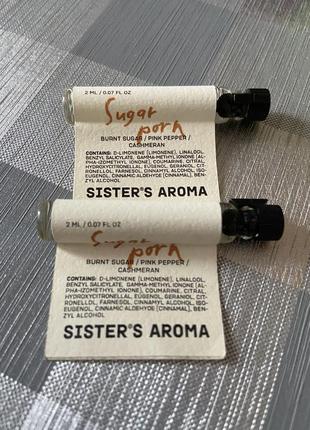 2 ML / 0.07 FL OZ
Sugar
porn
BURNT SUGAR / PINK PEPPER /
CASHMERAN
CONTAINS: D-LIMONENE (LIMONENE), LINALOOL,
BENZYL SALICYLATE, GAMMA-METHYL IONONE (AL-
PHA-IZOMETHYL IONONE), COUMARINE, CITRAL,
HYDROXYCITRONELLAL, EUGENOL, GERANIOL, CIT-
RONELLOL, FARNESOL, CINNAMYL ALCOHOL, ISO-
EUGENOL, CINNAMIC ALDEHYDE (CINNAMAL), BEN-
ZYL ALCOHOL
SISTER'S AROMA
2 ML / 0.07 FL OZ
Sugar
porn
BURNT SUGAR / PINK PEPPER /
CASHMERAN
CONTAINS: D-LIMONENE (LIMONENE), LINALOOL,
BENZYL SALICYLATE, GAMMA-METHYL IONONE (AL-
PHA-IZOMETHYL IONONE), COUMARINE, CITRAL,
HYDROXYCITRONELLAL, EUGENOL, GERANIOL, CIT-
RONELLOL, FARNESOL, CINNAMYL ALCOHOL, ISO-
EUGENOL, CINNAMIC ALDEHYDE (CINNAMAL), BEN-
ZYL ALCOHOL
SISTER'S AROMA